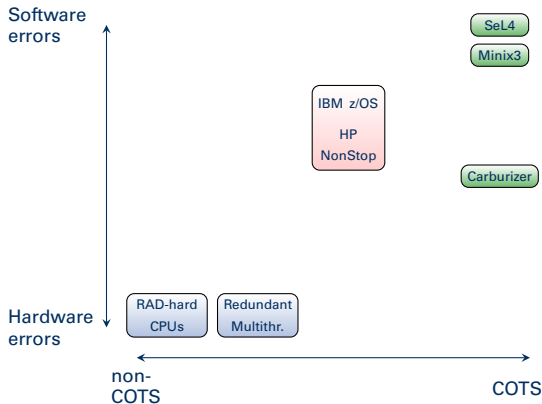 Software
errors
SeL4
Minix3
IBM z/OS
HP
NonStop
Carburizer
RAD-hard
CPUs
Redundant
Multithr.
Hardware
errors
non-
COTS
COTS